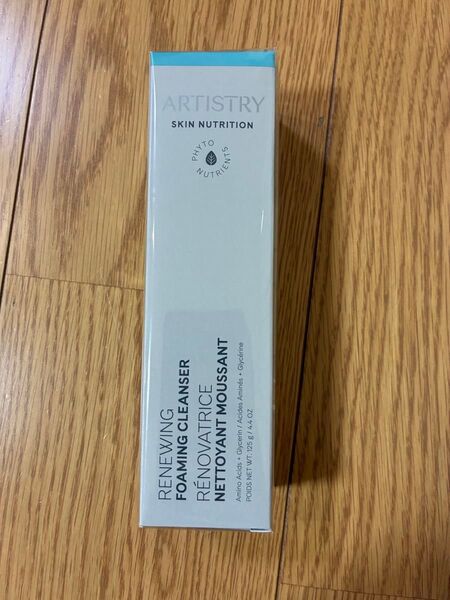 ARTISTRY
SKIN NUTRITION
PHYTO
NUTRIENTS
RENEWING
FOAMING CLEANSER
RÉNOVATRICE
NETTOYANT MOUSSANT
Amino Acids + Glycerin / Acides Aminés + Glycérine
POIDS NET WT. 125 g / 4.4 OZ